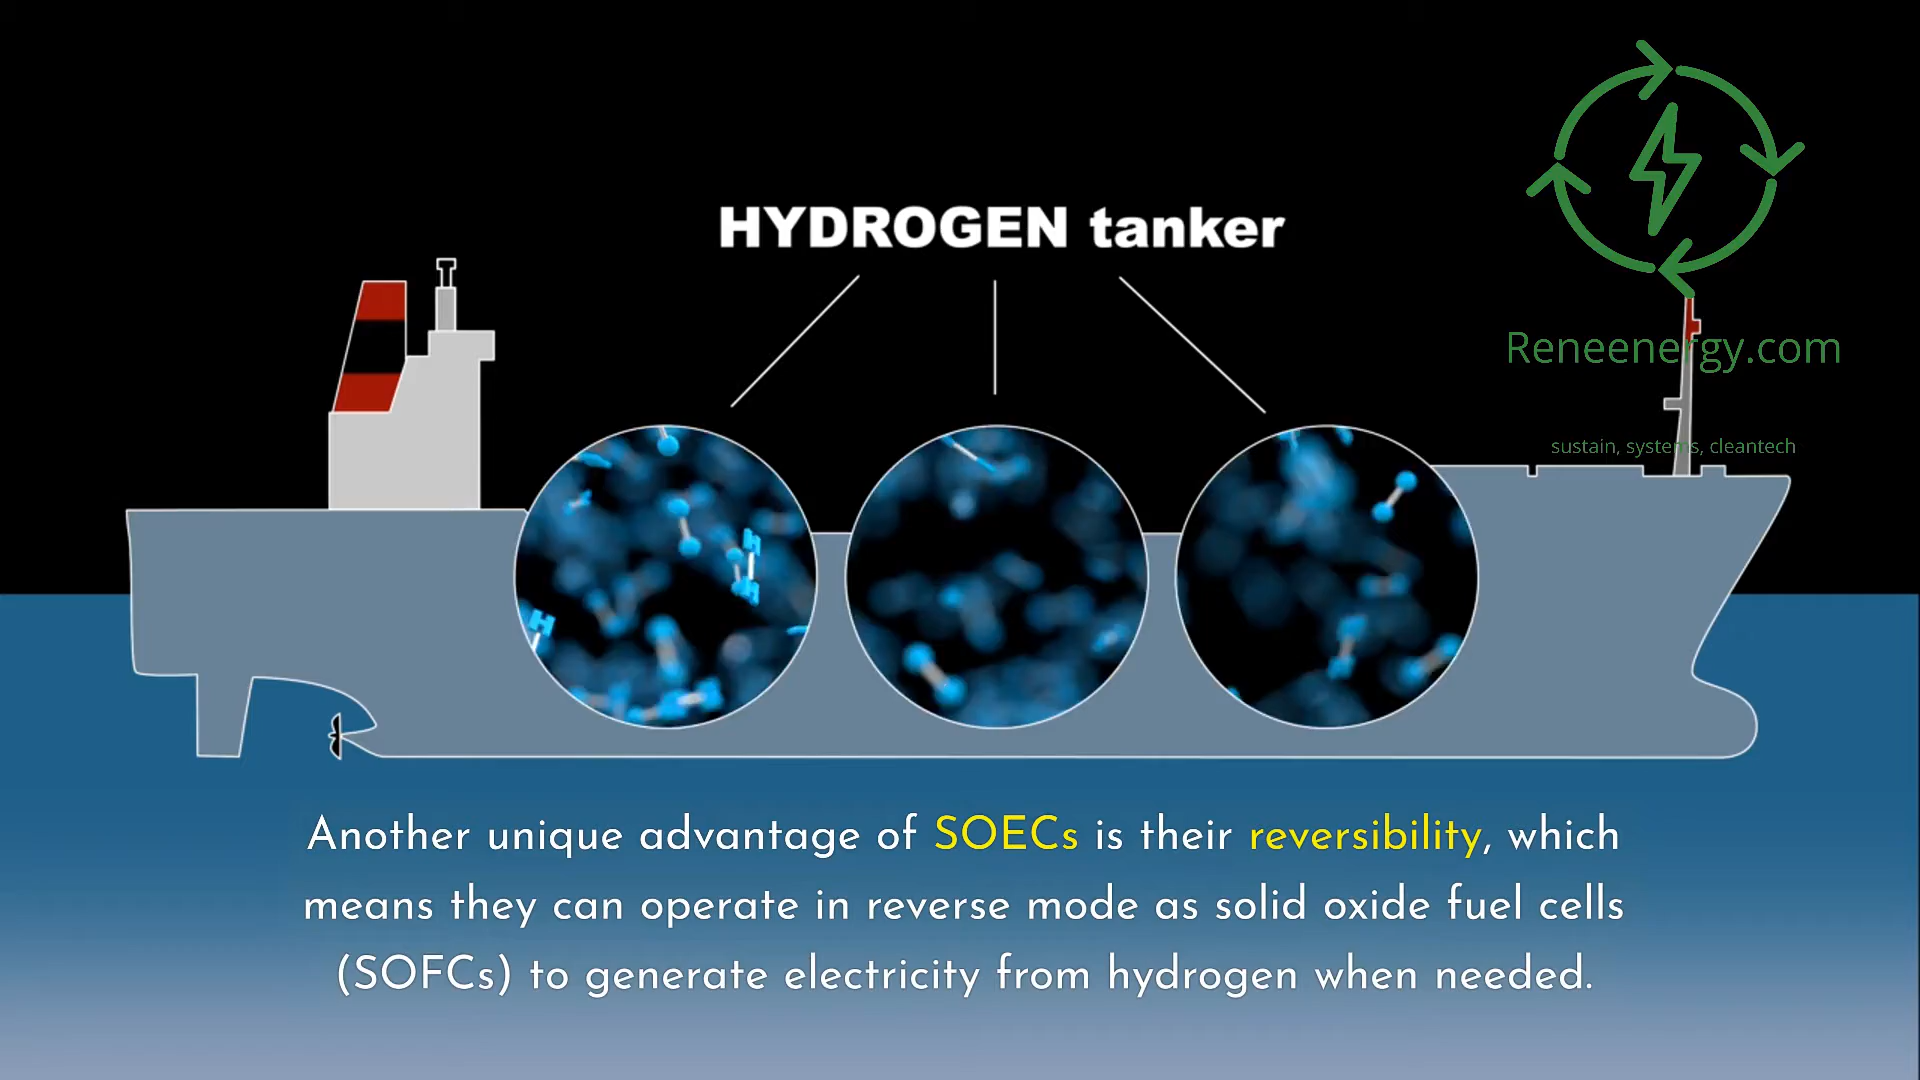 HYDROGEN tanker
Reneenergy.com
sustain, systems, cleantech
H
H
H
Another unique advantage of SOECs is their reversibility, which
means they can operate in reverse mode as solid oxide fuel cells
(SOFCs) to generate electricity from hydrogen when needed.